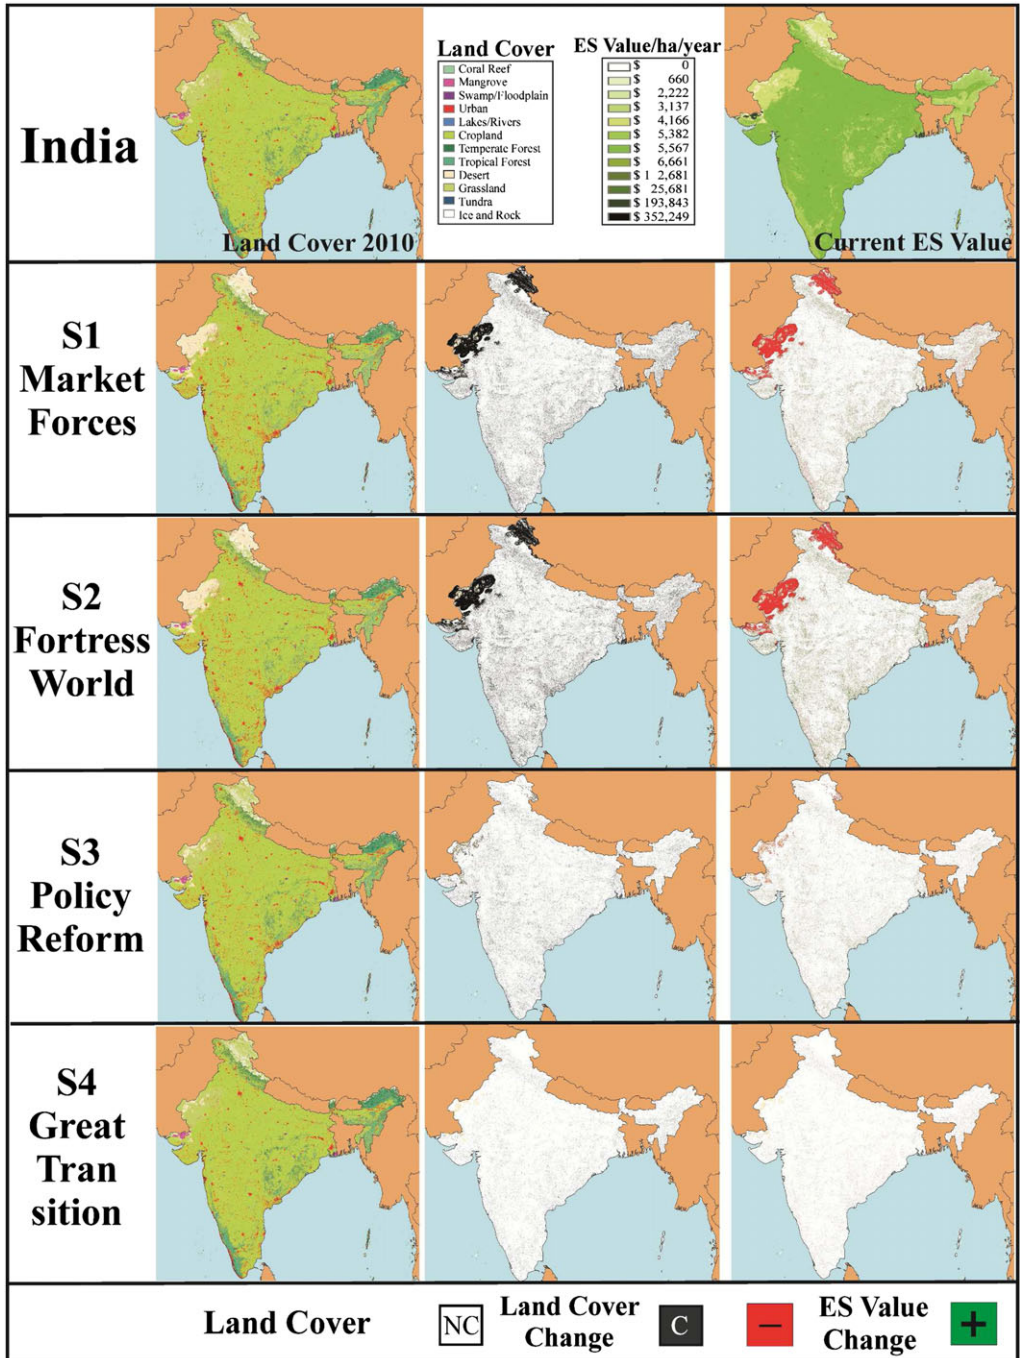 India
Land Cover 2010
Land Cover
Coral Reef
Mangrove
Swamp/Floodplain
Urban
Lakes/Rivers
Cropland
Temperate Forest
Tropical Forest
Desert
Grassland
Tundra
Ice and Rock
ES Value/ha/year
$ 0
$ 660
$ 2,222
$ 3,137
$ 4,166
$ 5,382
$ 5,567
$ 6,661
$ 1 2,681
$ 25,681
$ 193,843
$ 352,249
Current ES Value
S1
Market
Forces
S2
Fortress
World
S3
Policy
Reform
S4
Great
Tran
sition
Land Cover
NC
Land Cover
Change
C
−
ES Value
Change
+